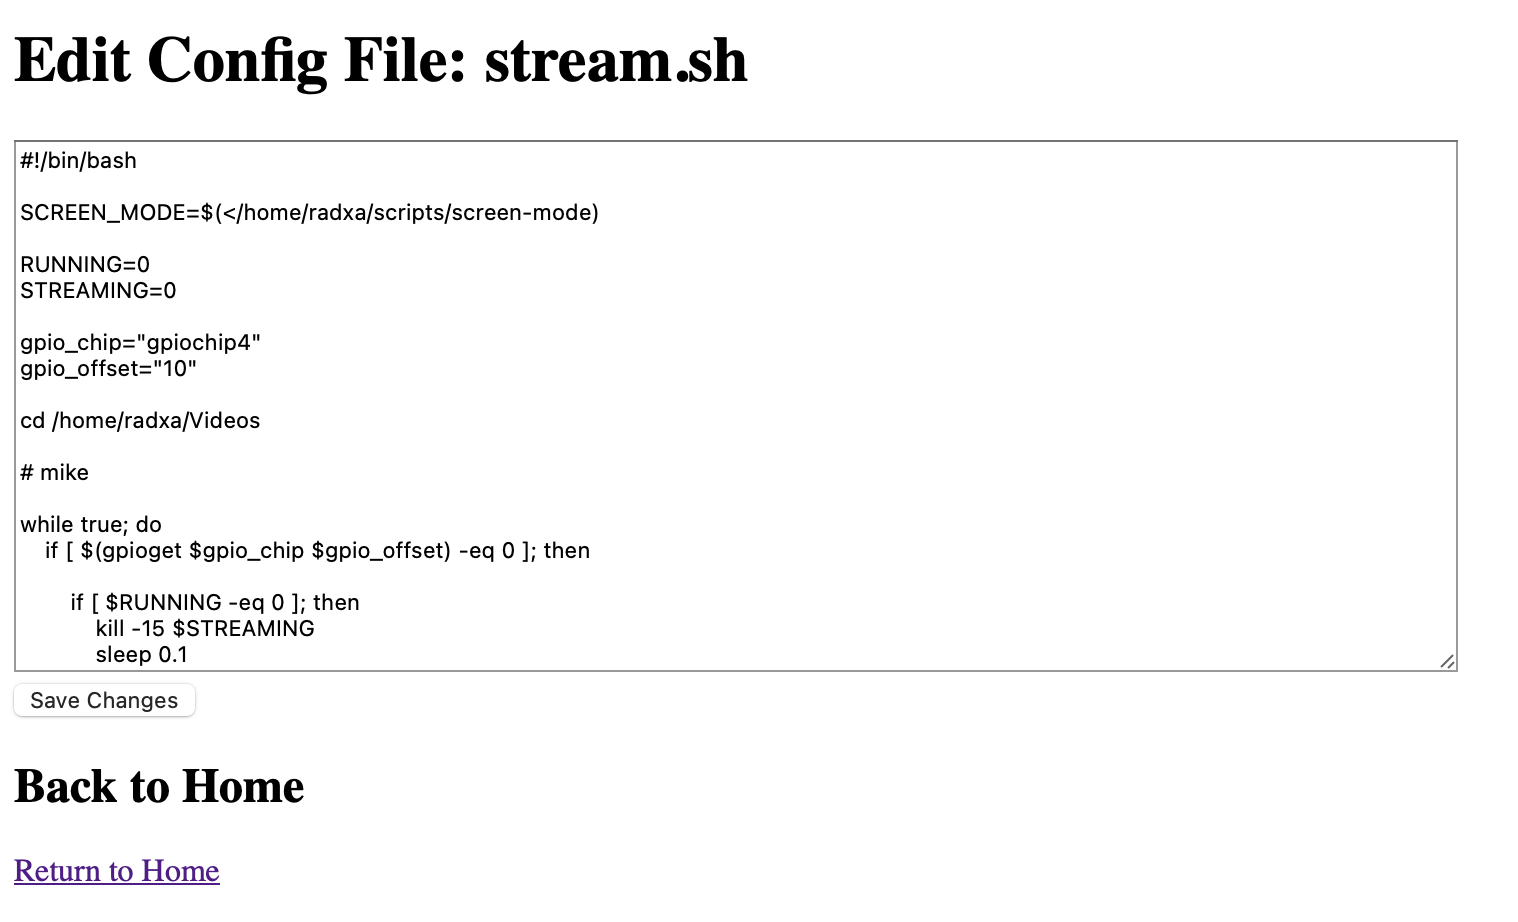 Edit Config File: stream.sh
#!/bin/bash
SCREEN_MODE=$(</home/radxa/scripts/screen-mode)
RUNNING=0
STREAMING=0
gpio_chip="gpiochip4"
gpio_offset="10"
cd /home/radxa/Videos
# mike
while true; do
    if [ $(gpioget $gpio_chip $gpio_offset) -eq 0 ]; then
        if [ $RUNNING -eq 0 ]; then
            kill -15 $STREAMING
            sleep 0.1
Save Changes
Back to Home
Return to Home